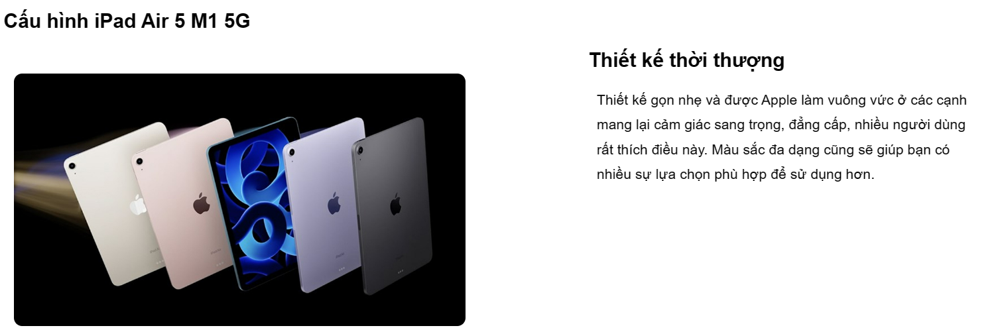 Cấu hình iPad Air 5 M1 5G
Thiết kế thời thượng
Thiết kế gọn nhẹ và được Apple làm vuông vức ở các cạnh
mang lại cảm giác sang trọng, đẳng cấp, nhiều người dùng
rất thích điều này. Màu sắc đa dạng cũng sẽ giúp bạn có
nhiều sự lựa chọn phù hợp để sử dụng hơn.